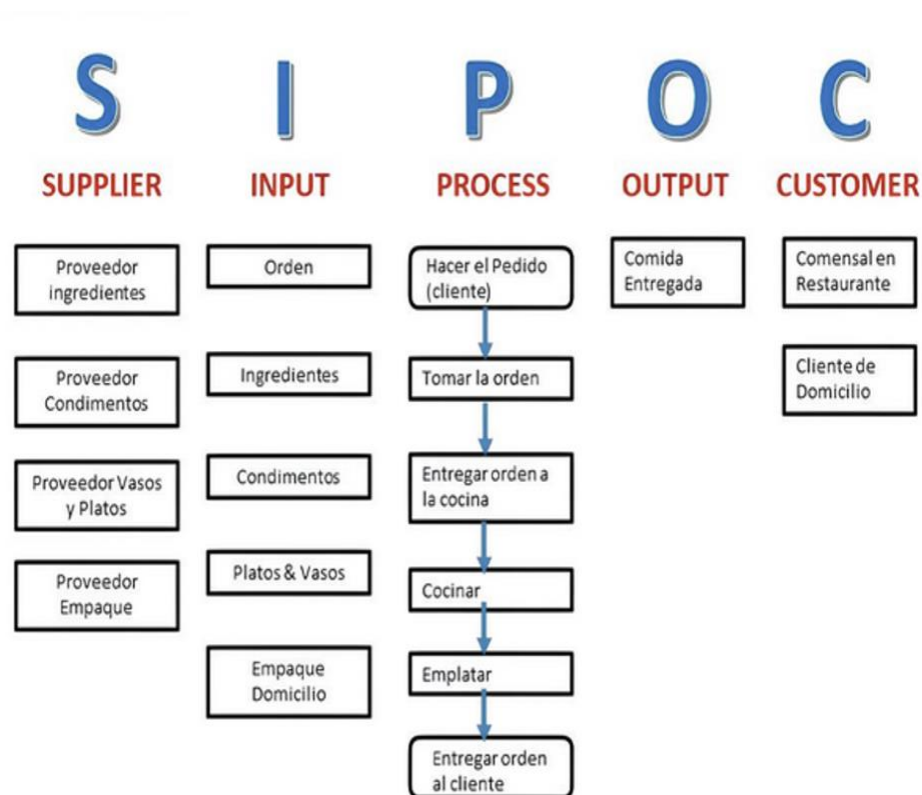 S I P O C
SUPPLIER INPUT PROCESS OUTPUT CUSTOMER
Proveedor
ingredientes
Proveedor
Condimentos
Proveedor Vasos
y Platos
Proveedor
Empaque
Orden
Ingredientes
Condimentos
Platos & Vasos
Empaque
Domicilio
Hacer el Pedido
(cliente)
Tomar la orden
Entregar orden a
la cocina
Cocinar
Emplatar
Entregar orden
al cliente
Comida
Entregada
Comensal en
Restaurante
Cliente de
Domicilio